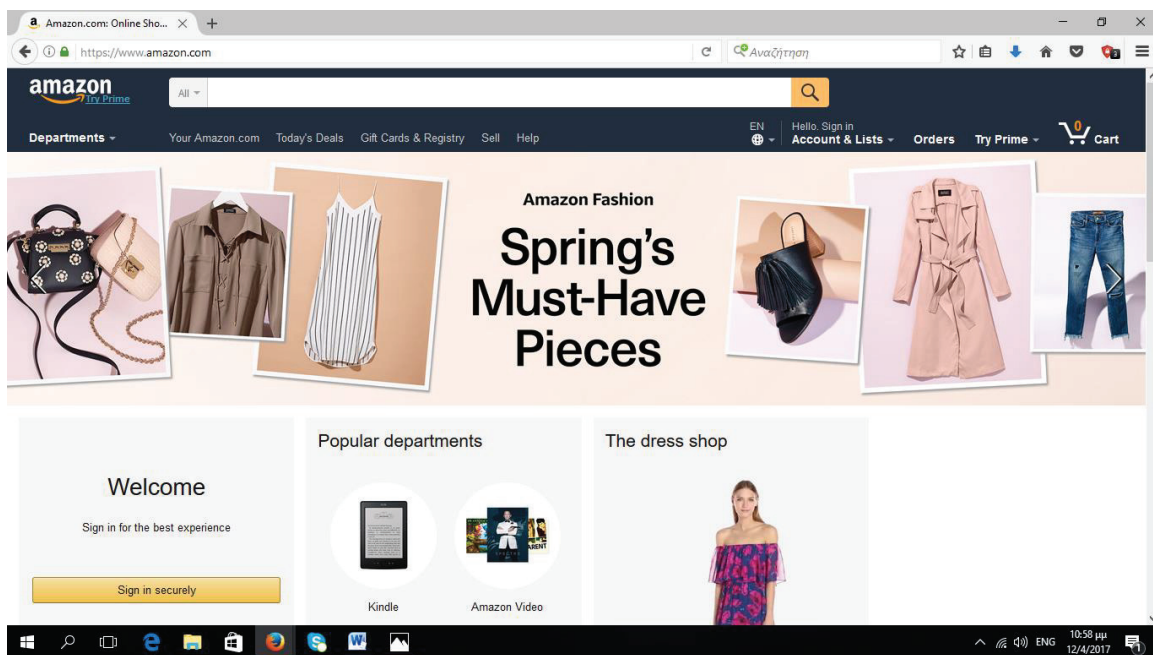 Amazon.com: Online Sho...
https://www.amazon.com
Αναζήτηση
amazon
Try Prime
All
Departments
Your Amazon.com Today's Deals Gift Cards & Registry Sell Help
EN
Hello. Sign in
Account & Lists
Orders
Try Prime
0
Cart
Amazon Fashion
Spring's
Must-Have
Pieces
Welcome
Sign in for the best experience
Sign in securely
Popular departments
Kindle
Amazon Video
The dress shop
ENG
10:58 μμ
12/4/2017